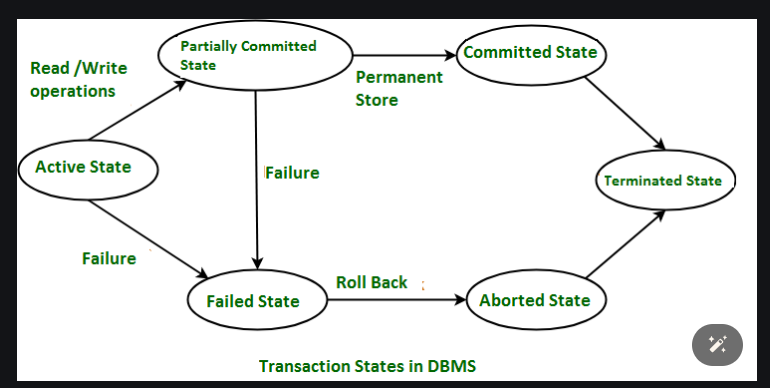 Partially Committed
State
Committed State
Read /Write
operations
Permanent
Store
Active State
Failure
Terminated State
Failure
Roll Back
Failed State
Aborted State
Transaction States in DBMS